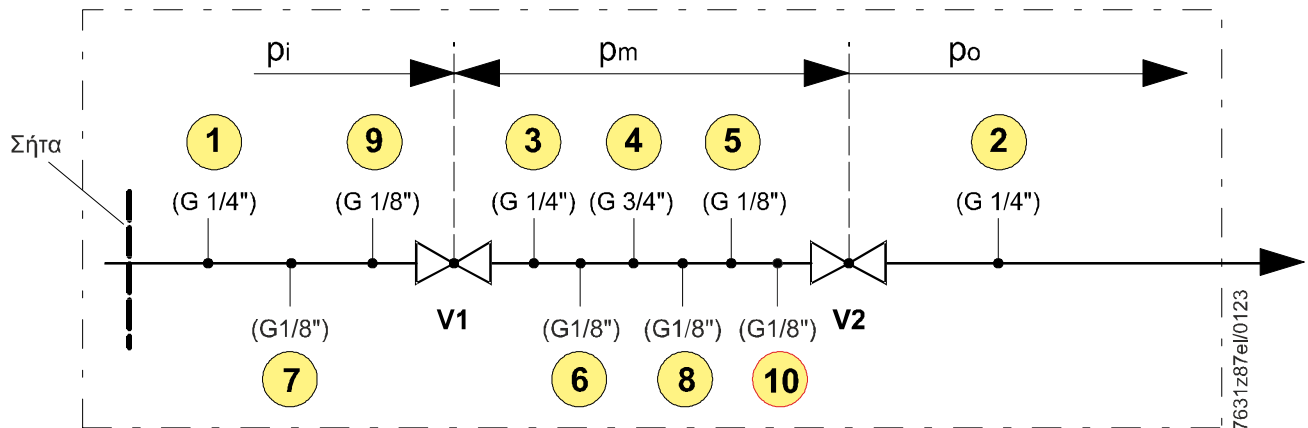 pi
pm
po
Σήτα
1
9
3
4
5
2
(G 1/4")
(G 1/8")
(G 1/4")
(G 3/4")
(G 1/8")
(G 1/4")
V1
V2
(G1/8")
(G1/8")
(G1/8")
(G1/8")
7
6
8
10
7631z87el/0123